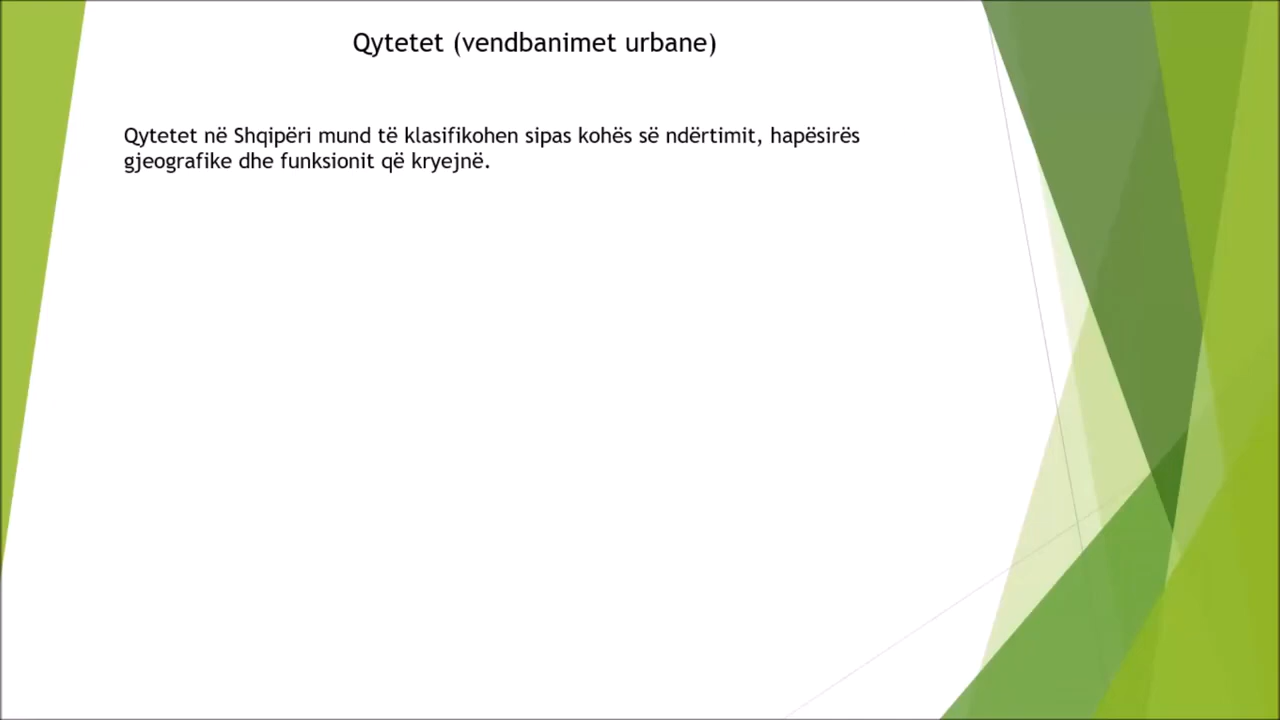 Qytetet (vendbanimet urbane)
Qytetet në Shqipëri mund të klasifikohen sipas kohës së ndërtimit, hapësirës
gjeografike dhe funksionit që kryejnë.